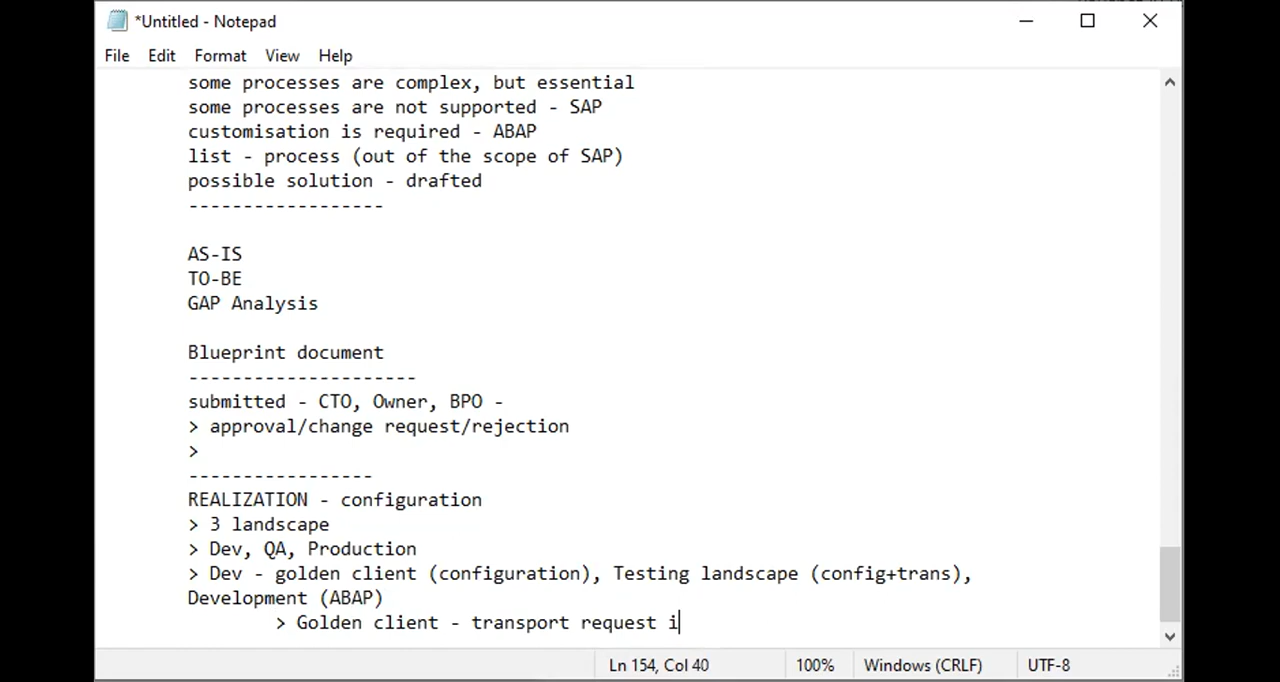 *Untitled - Notepad
File Edit Format View Help
some processes are complex, but essential
some processes are not supported - SAP
customisation is required - ABAP
list - process (out of the scope of SAP)
possible solution - drafted
------------------
AS-IS
TO-BE
GAP Analysis
Blueprint document
---------------------
submitted - CTO, Owner, BPO -
> approval/change request/rejection
>
-----------------
REALIZATION - configuration
> 3 landscape
> Dev, QA, Production
> Dev - golden client (configuration), Testing landscape (config+trans),
Development (ABAP)
> Golden client - transport request i
Ln 154, Col 40 100% Windows (CRLF) UTF-8